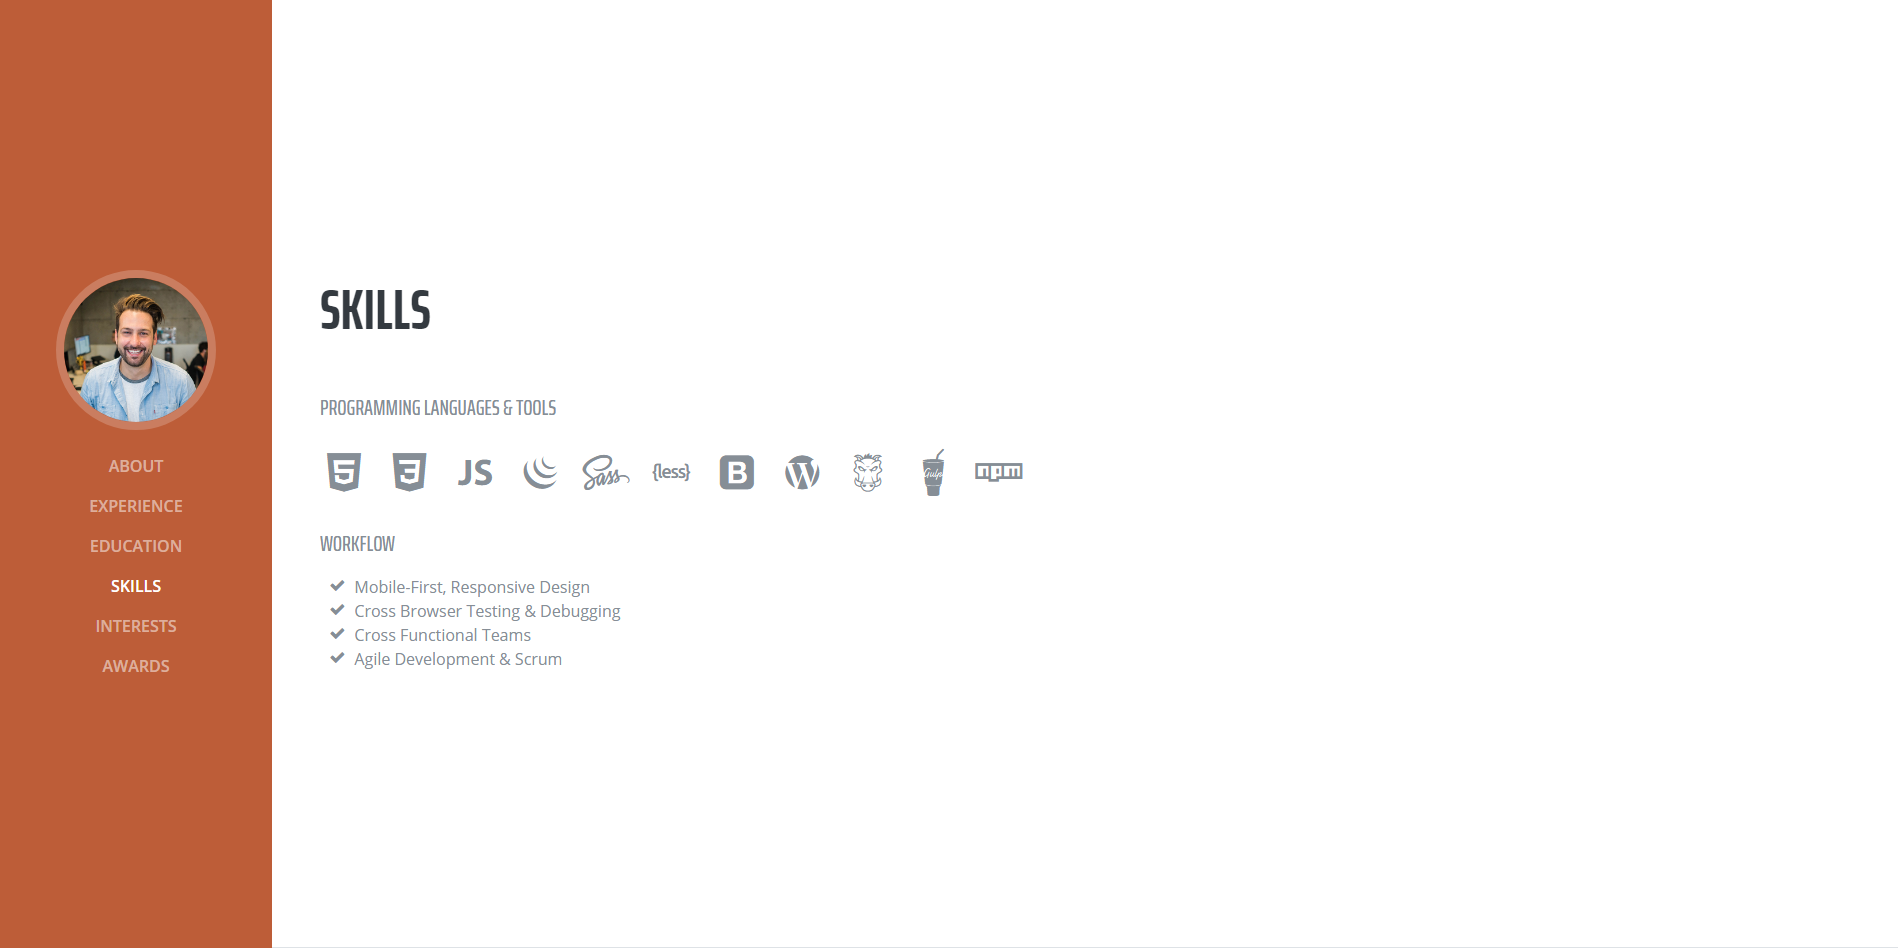 ABOUT
EXPERIENCE
EDUCATION
SKILLS
INTERESTS
AWARDS
SKILLS
PROGRAMMING LANGUAGES & TOOLS
5 3 JS Sass {less} B W Gulp npm
WORKFLOW
Mobile-First, Responsive Design
Cross Browser Testing & Debugging
Cross Functional Teams
Agile Development & Scrum